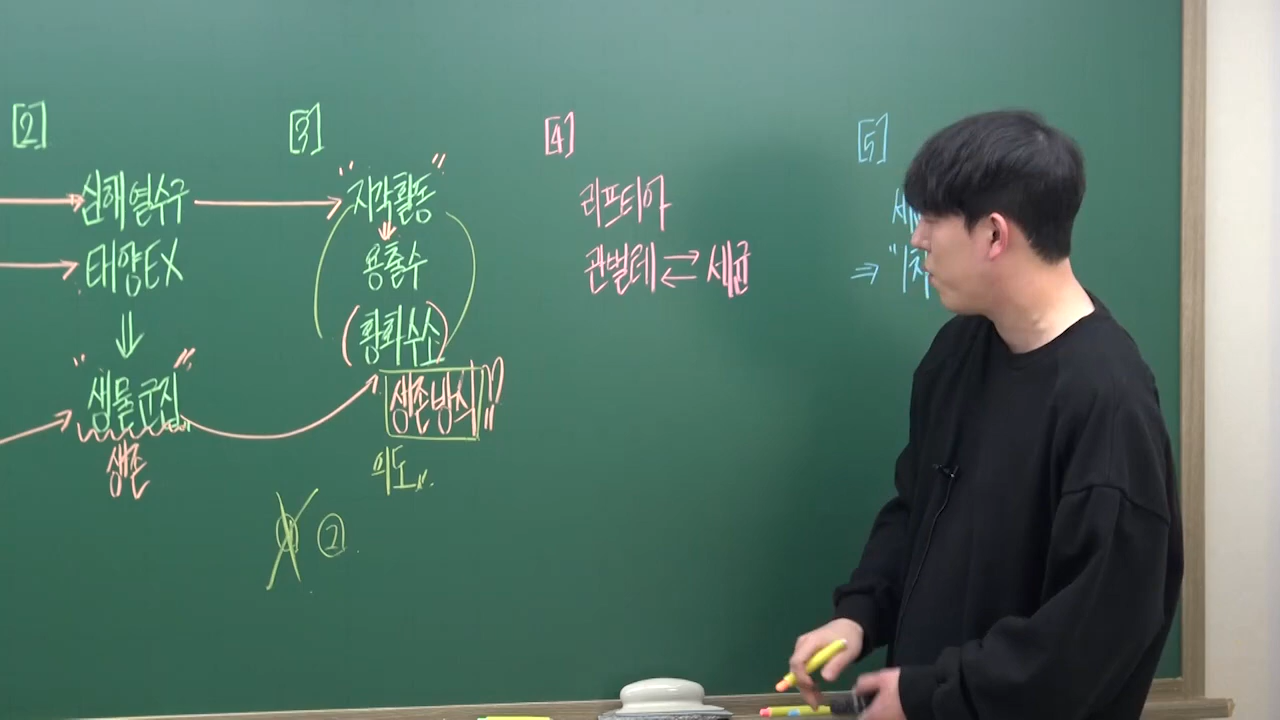 [2]
심해열수구
태양EX
⇓
"생물군집"
생존
[3]
"지각활동"
용출수
(황화수소)
생존방식!!
의도
① ②
[4]
리프티아
관벌레 ⇄ 세균
[5]
⇒ "1차